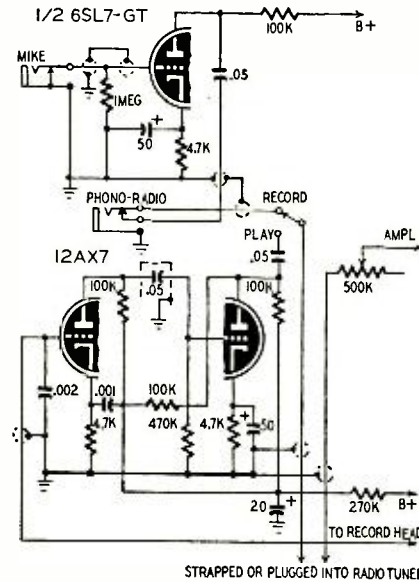 1/2 6SL7-GT
100K
B+
MIKE
.05
1MEG
50 +
4.7K
PHONO-RADIO
RECORD
12AX7
PLAY
.05
AMPL
100K
.05
100K
500K
.002
.001
100K
4.7K
470K
4.7K
+
50
20 +
270K
B+
TO RECORD HEAD
STRAPPED OR PLUGGED INTO RADIO TUNER